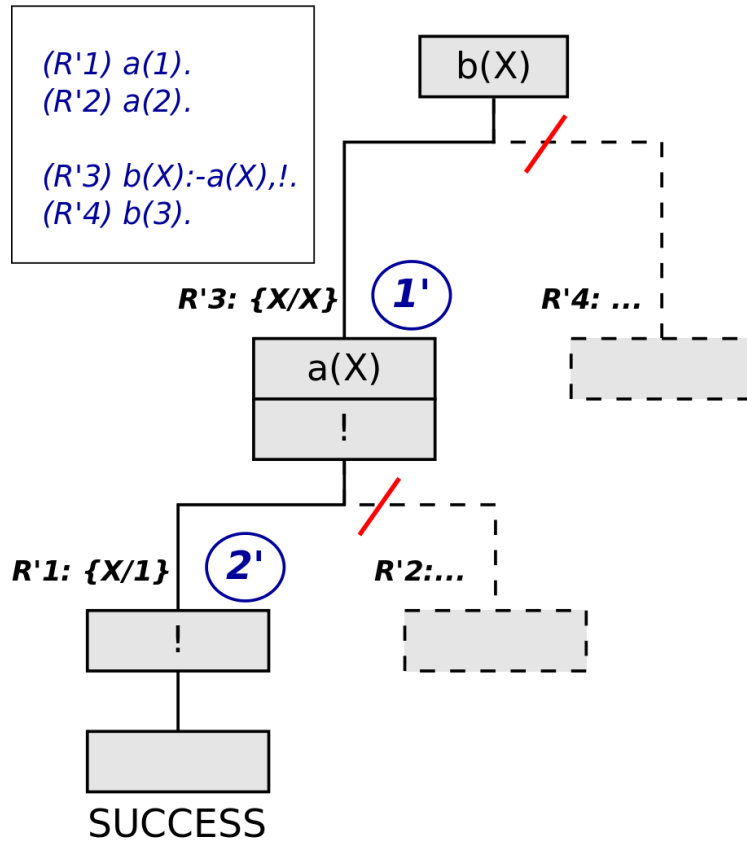 (R'1) a(1).
(R'2) a(2).
(R'3) b(X):-a(X),!.
(R'4) b(3).
b(X)
R'3: {X/X}
1'
R'4: ...
a(X)
!
R'1: {X/1}
2'
R'2:...
!
SUCCESS